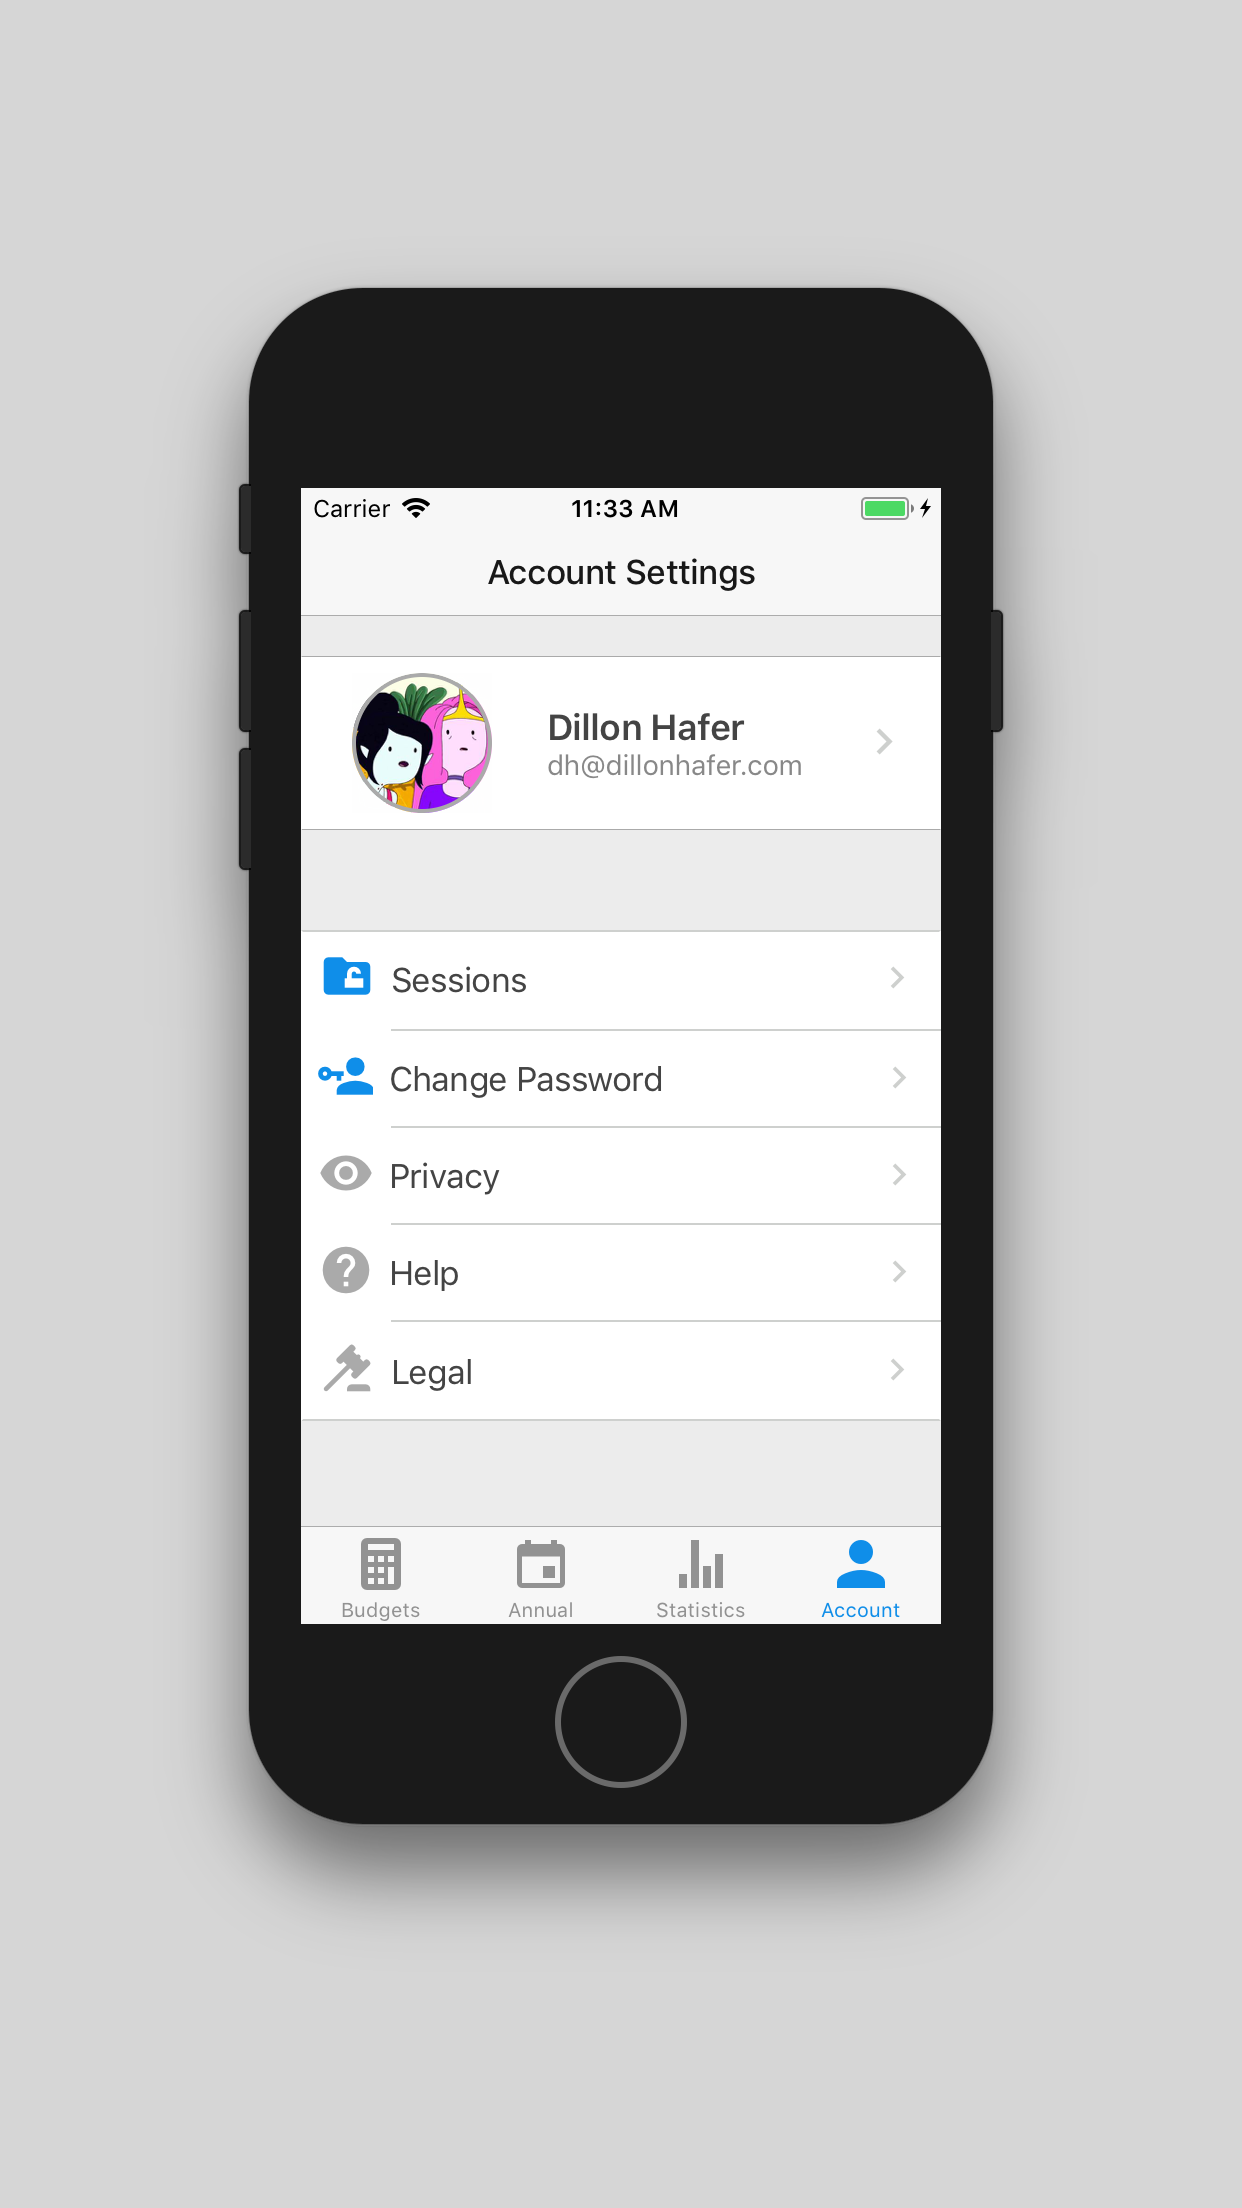 Carrier 11:33 AM
Account Settings
Dillon Hafer
dh@dillonhafer.com
Sessions
Change Password
Privacy
Help
Legal
Budgets Annual Statistics Account